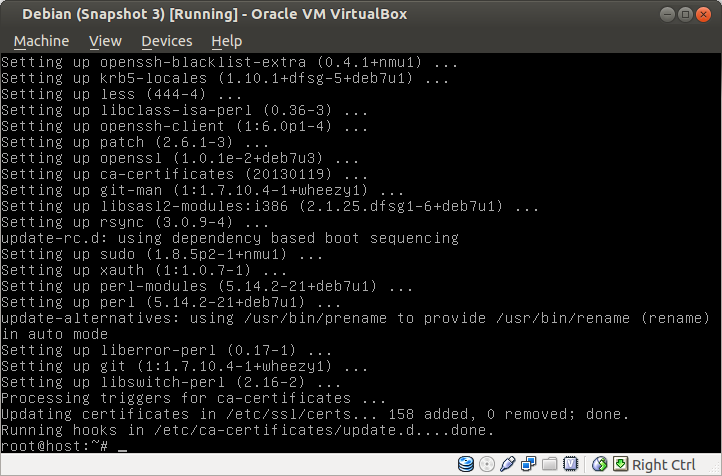 Debian (Snapshot 3) [Running] - Oracle VM VirtualBox
Machine View Devices Help
Setting up openssh-blacklist-extra (0.4.1+nmu1) ...
Setting up krb5-locales (1.10.1+dfsg-5+deb7u1) ...
Setting up less (444-4) ...
Setting up libclass-isa-perl (0.36-3) ...
Setting up openssh-client (1:6.0p1-4) ...
Setting up patch (2.6.1-3) ...
Setting up openssl (1.0.1e-2+deb7u3) ...
Setting up ca-certificates (20130119) ...
Setting up git-man (1:1.7.10.4-1+wheezy1) ...
Setting up libsasl2-modules:i386 (2.1.25.dfsg1-6+deb7u1) ...
Setting up rsync (3.0.9-4) ...
update-rc.d: using dependency based boot sequencing
Setting up sudo (1.8.5p2-1+nmu1) ...
Setting up xauth (1:1.0.7-1) ...
Setting up perl-modules (5.14.2-21+deb7u1) ...
Setting up perl (5.14.2-21+deb7u1) ...
update-alternatives: using /usr/bin/prename to provide /usr/bin/rename (rename)
in auto mode
Setting up liberror-perl (0.17-1) ...
Setting up git (1:1.7.10.4-1+wheezy1) ...
Setting up libswitch-perl (2.16-2) ...
Processing triggers for ca-certificates ...
Updating certificates in /etc/ssl/certs... 158 added, 0 removed; done.
Running hooks in /etc/ca-certificates/update.d....done.
root@host:~# _
Right Ctrl